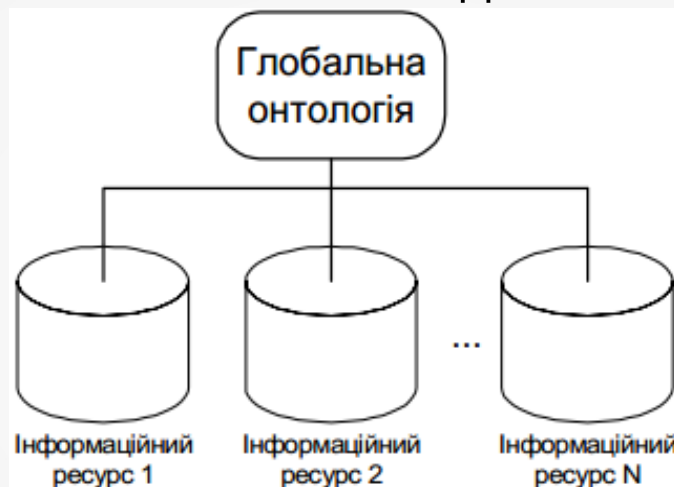 Глобальна
онтологія
...
Інформаційний
ресурс 1
Інформаційний
ресурс 2
Інформаційний
ресурс N